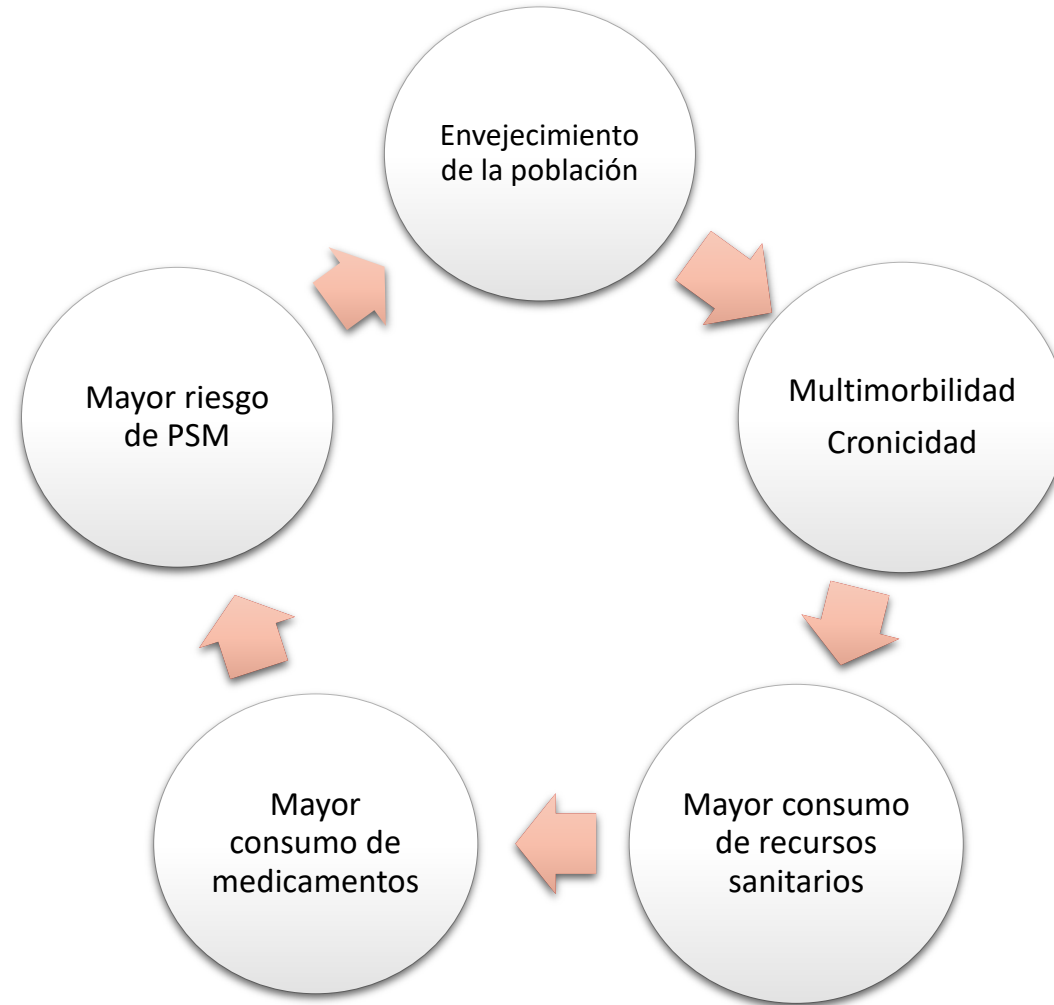 Envejecimiento
de la población
Multimorbilidad
Cronicidad
Mayor consumo
de recursos
sanitarios
Mayor
consumo de
medicamentos
Mayor riesgo
de PSM